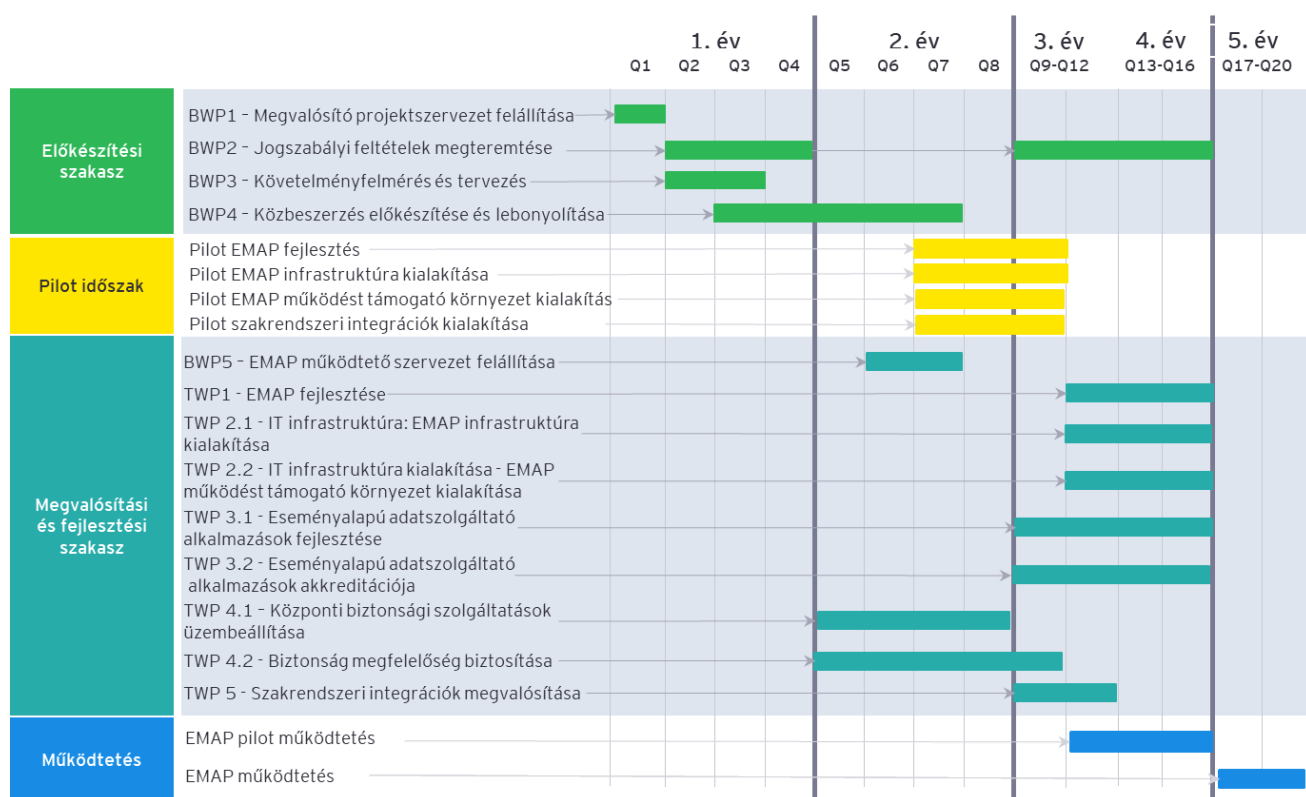 1. év 2. év 3. év 4. év 5. év
Q1 Q2 Q3 Q4 Q5 Q6 Q7 Q8 Q9-Q12 Q13-Q16 Q17-Q20
Előkészítési
szakasz
BWP1 – Megvalósító projektszervezet felállítása
BWP2 – Jogszabályi feltételek megteremtése
BWP3 – Követelményfelmérés és tervezés
BWP4 – Közbeszerzés előkészítése és lebonyolítása
Pilot időszak
Pilot EMAP fejlesztés
Pilot EMAP infrastruktúra kialakítása
Pilot EMAP működést támogató környezet kialakítás
Pilot szakrendszeri integrációk kialakítása
Megvalósítási
és fejlesztési
szakasz
BWP5 – EMAP működtető szervezet felállítása
TWP1 - EMAP fejlesztése
TWP 2.1 - IT infrastruktúra: EMAP infrastruktúra
kialakítása
TWP 2.2 - IT infrastruktúra kialakítása - EMAP
működést támogató környezet kialakítása
TWP 3.1 - Eseményalapú adatszolgáltató
alkalmazások fejlesztése
TWP 3.2 - Eseményalapú adatszolgáltató
alkalmazások akkreditációja
TWP 4.1 – Központi biztonsági szolgáltatások
üzembeállítása
TWP 4.2 - Biztonság megfelelőség biztosítása
TWP 5 - Szakrendszeri integrációk megvalósítása
Működtetés
EMAP pilot működtetés
EMAP működtetés